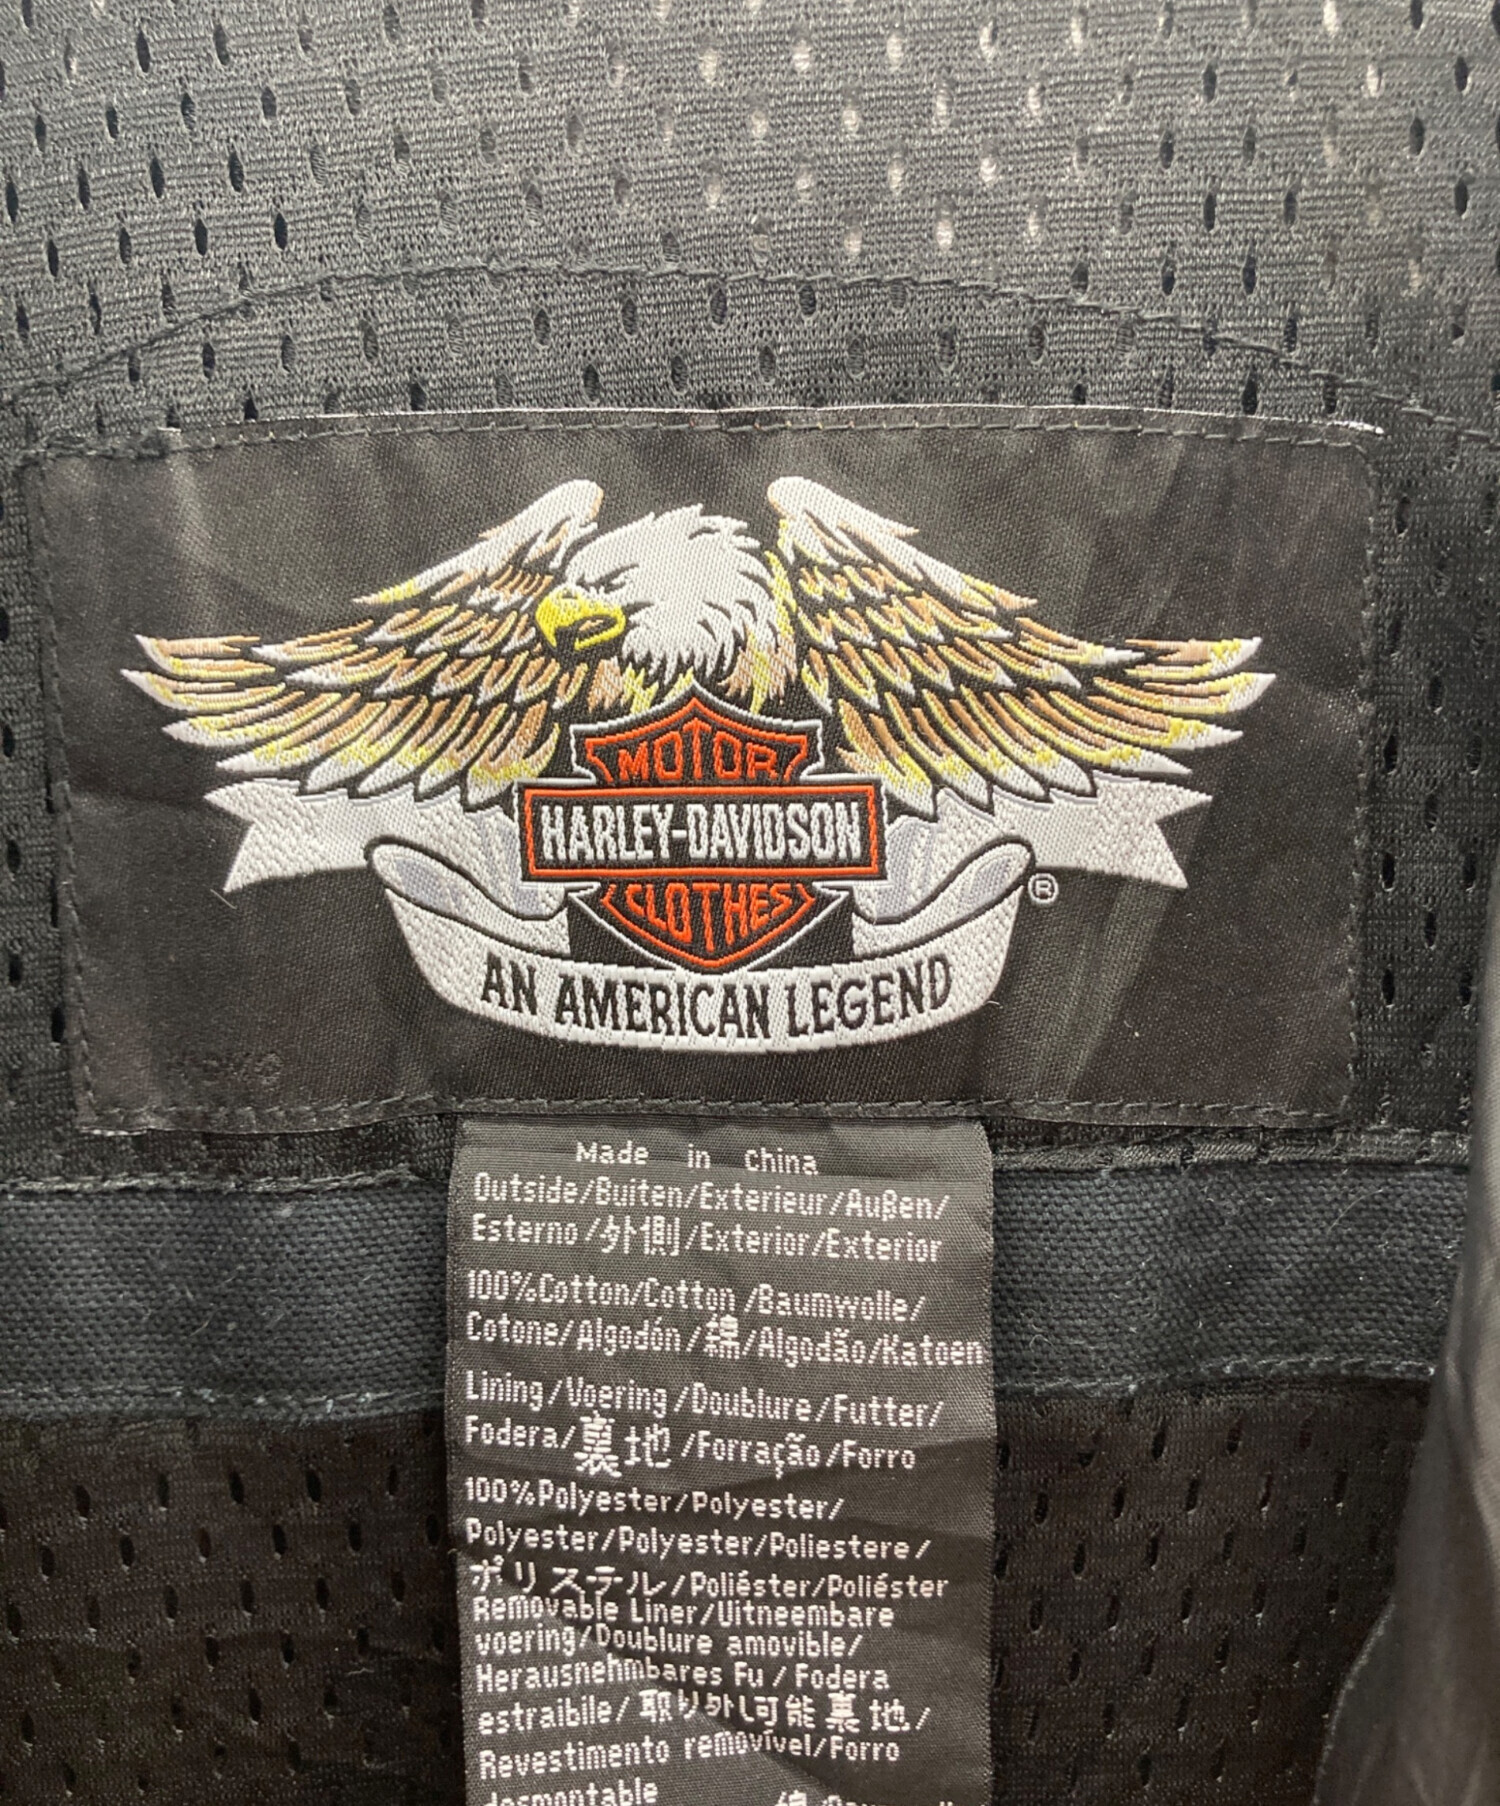 MOTOR
HARLEY-DAVIDSON
CLOTHES
®
AN AMERICAN LEGEND
Made in China
Outside/Buiten/Exterieur/Außen/
Esterno/外側/Exterior/Exterior
100%Cotton/Cotton/Baumwolle/
Cotone/Algodón/綿/Algodão/Katoen
Lining/Voering/Doublure/Futter/
Fodera/裏地/Forração/Forro
100%Polyester/Polyester/
Polyester/Polyester/Poliestere/
ポリステル/Poliéster/Poliéster
Removable Liner/Uitneembare
voering/Doublure amovible/
Herausnehmbares Fu/Fodera
estraibile/取り外し可能裏地/
Revestimento removivel/Forro
desmontable